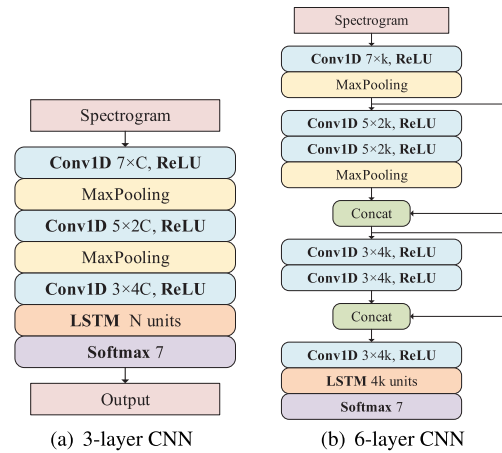 Spectrogram
Conv1D 7×C, ReLU
MaxPooling
Conv1D 5×2C, ReLU
MaxPooling
Conv1D 3×4C, ReLU
LSTM N units
Softmax 7
Output
(a) 3-layer CNN
Spectrogram
Conv1D 7×k, ReLU
MaxPooling
Conv1D 5×2k, ReLU
Conv1D 5×2k, ReLU
MaxPooling
Concat
Conv1D 3×4k, ReLU
Conv1D 3×4k, ReLU
Concat
Conv1D 3×4k, ReLU
LSTM 4k units
Softmax 7
(b) 6-layer CNN